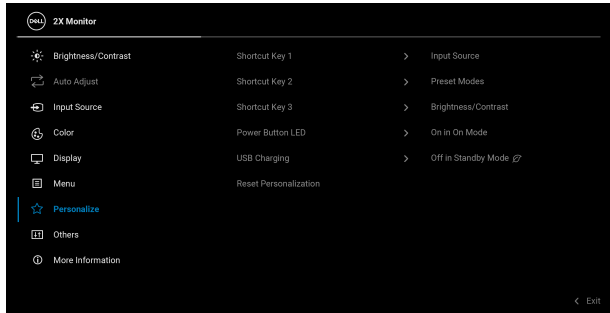 DELL 2X Monitor
Brightness/Contrast Shortcut Key 1 > Input Source
Auto Adjust Shortcut Key 2 > Preset Modes
Input Source Shortcut Key 3 > Brightness/Contrast
Color Power Button LED > On in On Mode
Display USB Charging > Off in Standby Mode
Menu Reset Personalization
Personalize
Others
More Information
< Exit